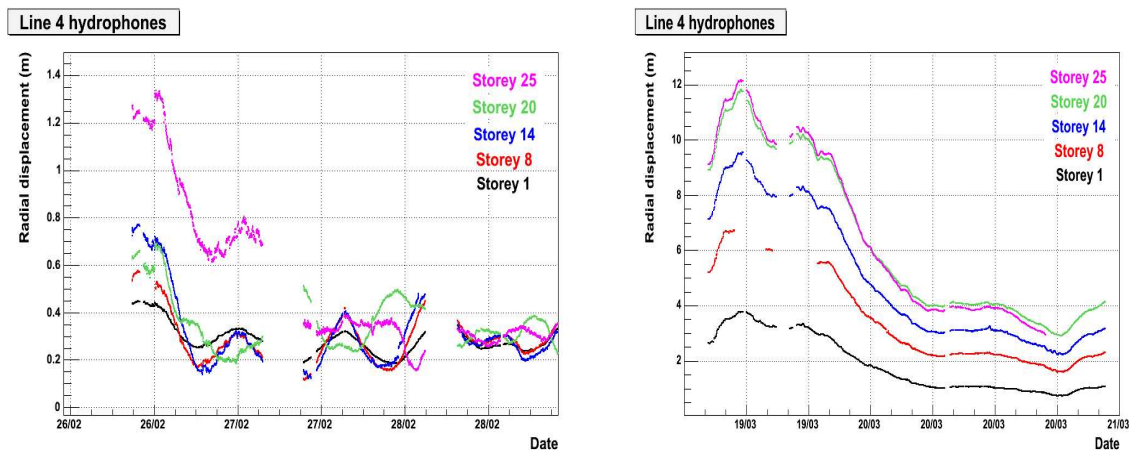 Line 4 hydrophones
Radial displacement (m)
1.4
1.2
1
0.8
0.6
0.4
0.2
0
Storey 25
Storey 20
Storey 14
Storey 8
Storey 1
26/02 26/02 27/02 27/02 28/02 28/02
Date
Line 4 hydrophones
Radial displacement (m)
12
10
8
6
4
2
Storey 25
Storey 20
Storey 14
Storey 8
Storey 1
19/03 19/03 20/03 20/03 20/03 20/03 21/03
Date